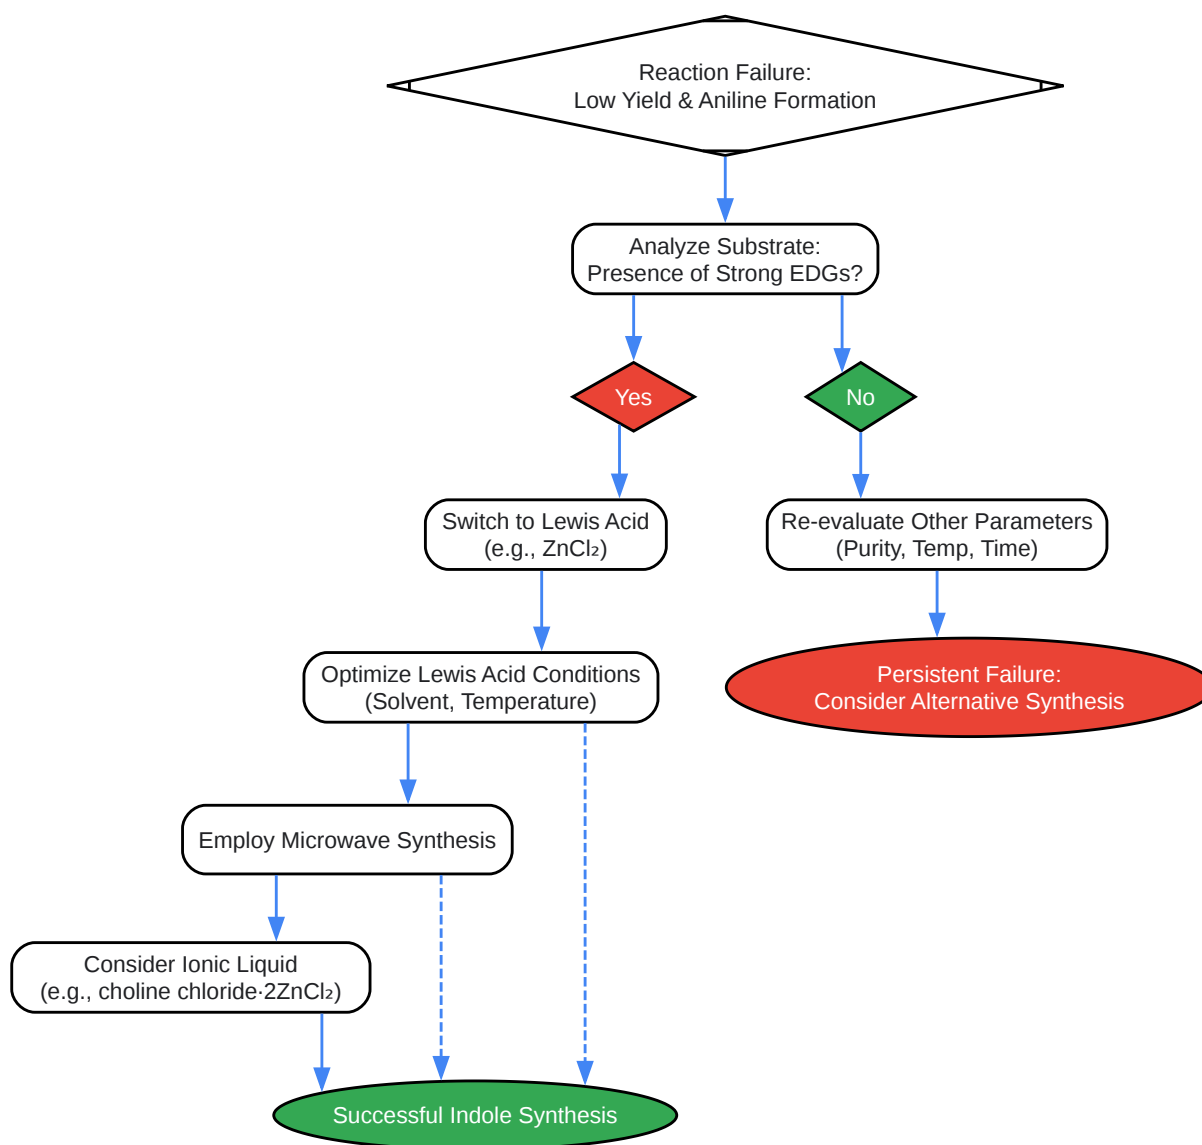 Reaction Failure:
Low Yield & Aniline Formation
Analyze Substrate:
Presence of Strong EDGs?
Yes
No
Switch to Lewis Acid
(e.g., ZnCl₂)
Re-evaluate Other Parameters
(Purity, Temp, Time)
Optimize Lewis Acid Conditions
(Solvent, Temperature)
Persistent Failure:
Consider Alternative Synthesis
Employ Microwave Synthesis
Consider Ionic Liquid
(e.g., choline chloride·2ZnCl₂)
Successful Indole Synthesis